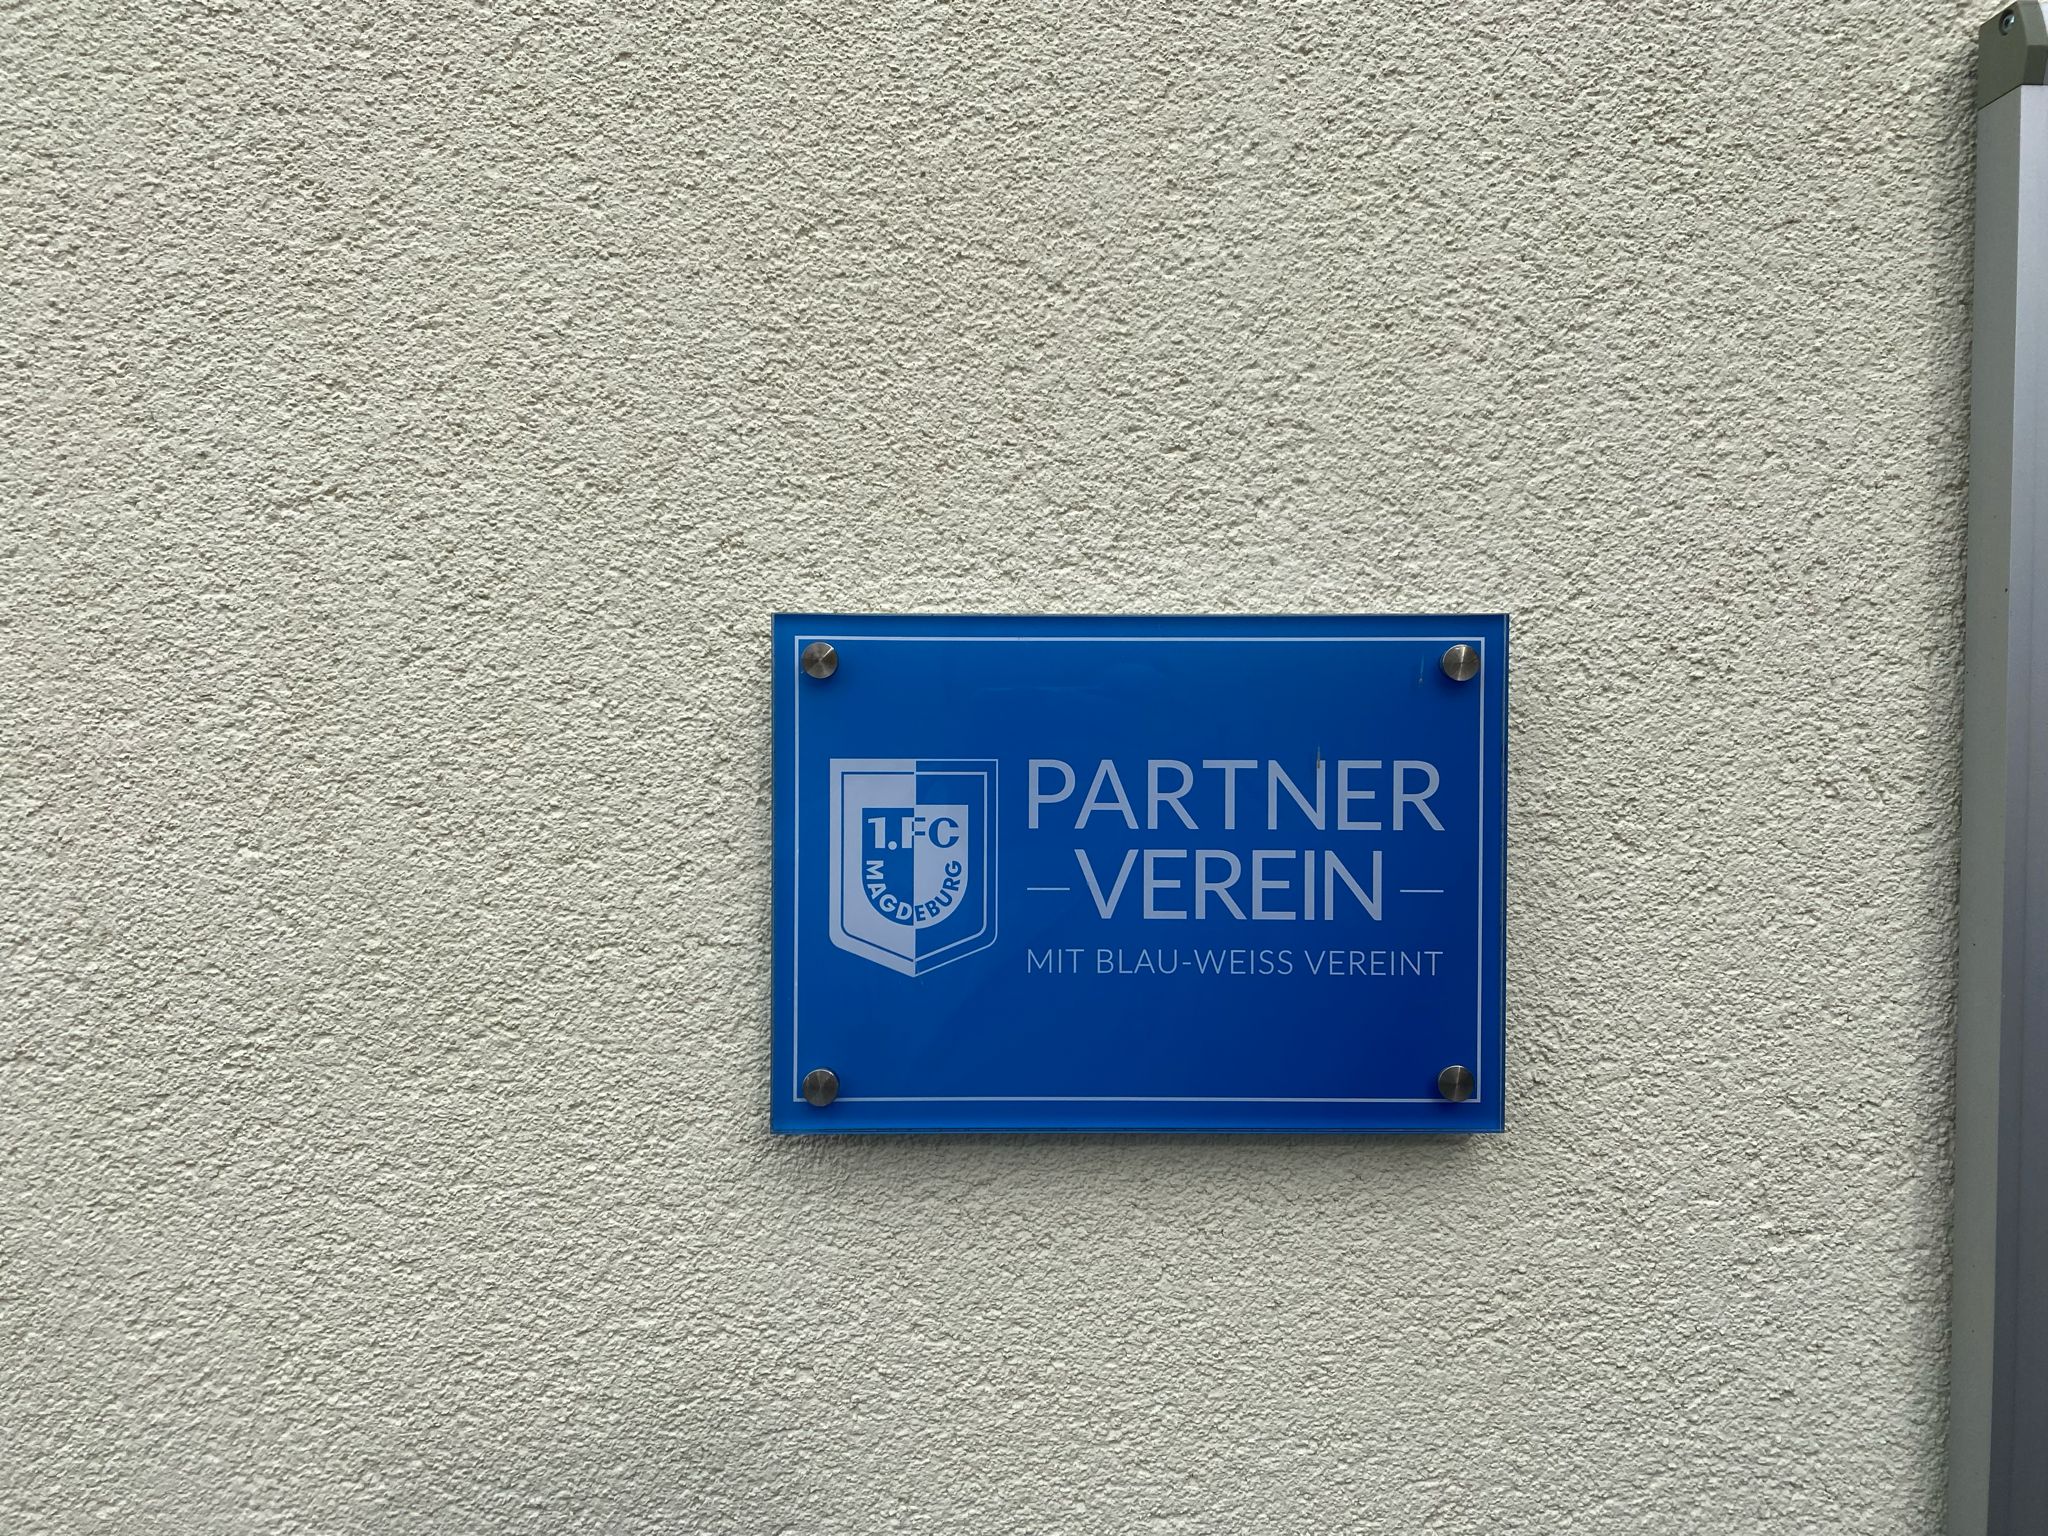 1.FC
MAGDEBURG
PARTNER
VEREIN
MIT BLAU-WEISS VEREINT